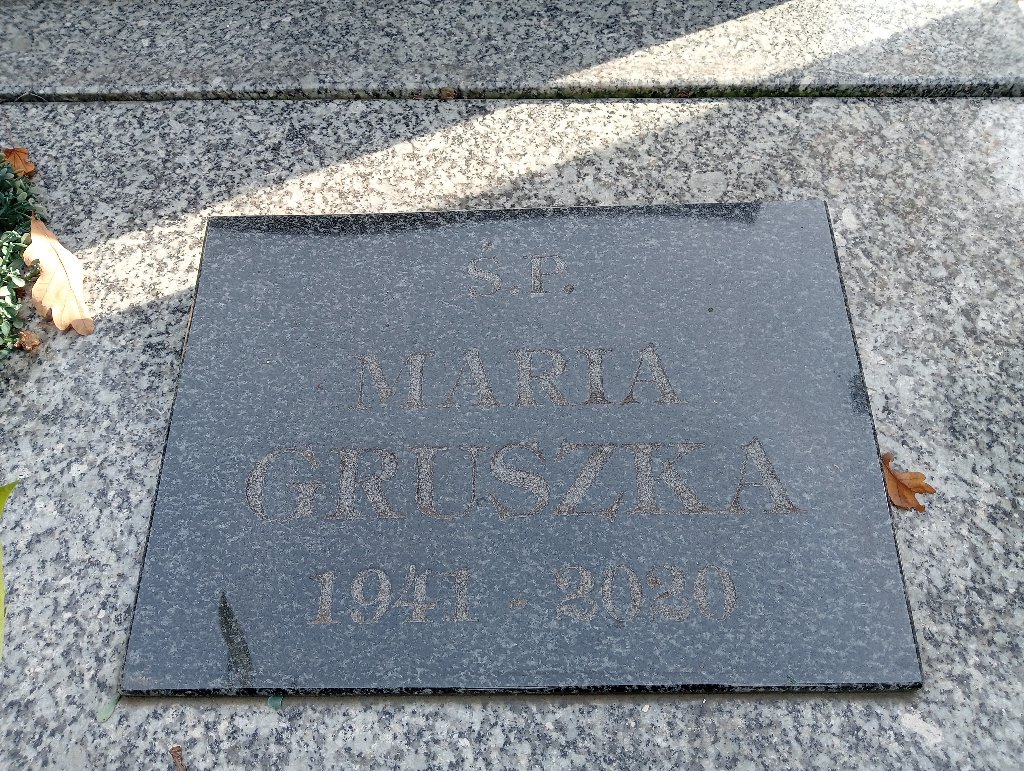 Ś.P.
MARIA
GRUSZKA
1941 - 2020